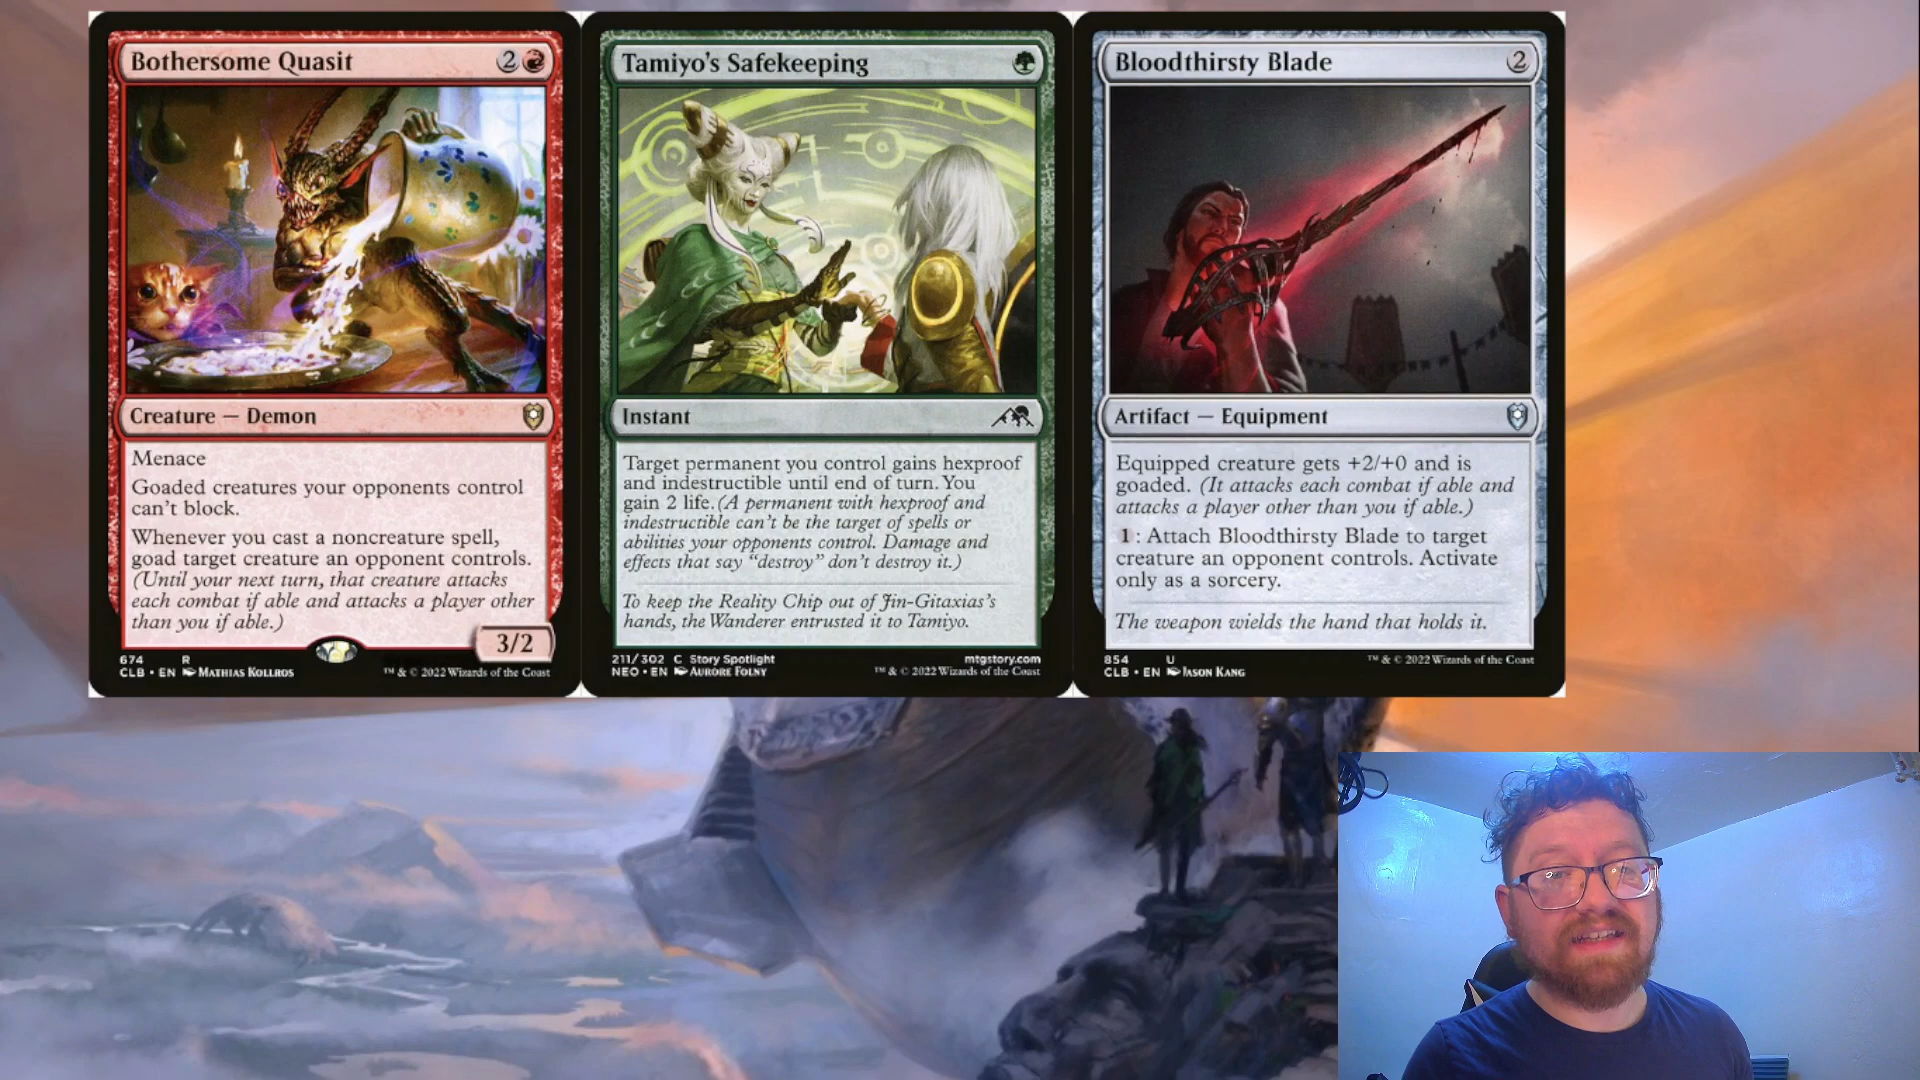 Bothersome Quasit 2
Creature — Demon
Menace
Goaded creatures your opponents control
can't block.
Whenever you cast a noncreature spell,
goad target creature an opponent controls.
(Until your next turn, that creature attacks
each combat if able and attacks a player other
than you if able.)
3/2
674 R
CLB • EN Mathias Kollros
™ & © 2022 Wizards of the Coast
Tamiyo's Safekeeping
Instant
Target permanent you control gains hexproof
and indestructible until end of turn. You
gain 2 life. (A permanent with hexproof and
indestructible can't be the target of spells or
abilities your opponents control. Damage and
effects that say "destroy" don't destroy it.)
To keep the Reality Chip out of Jin-Gitaxias's
hands, the Wanderer entrusted it to Tamiyo.
211/302 C Story Spotlight
mtgstory.com
NEO • EN Aurore Folny
™ & © 2022 Wizards of the Coast
Bloodthirsty Blade 2
Artifact — Equipment
Equipped creature gets +2/+0 and is
goaded. (It attacks each combat if able and
attacks a player other than you if able.)
1: Attach Bloodthirsty Blade to target
creature an opponent controls. Activate
only as a sorcery.
The weapon wields the hand that holds it.
854 U
™ & © 2022 Wizards of the Coast
CLB • EN Jason Kang